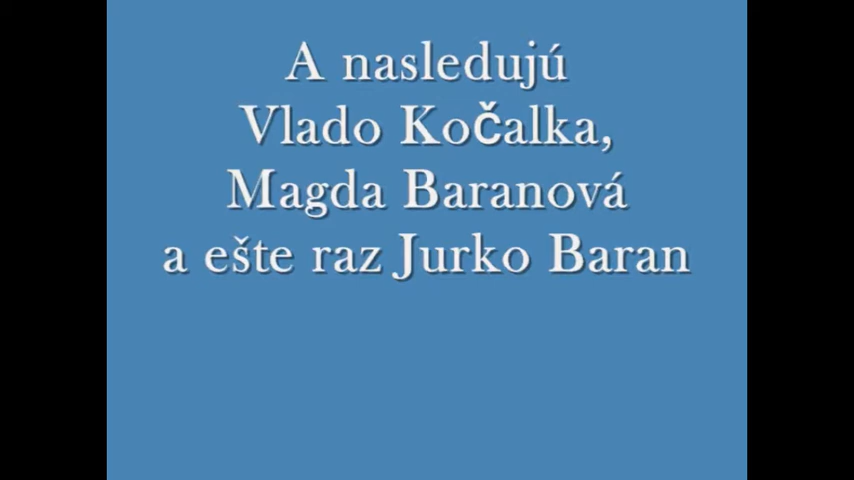 A nasledujú
Vlado Kočalka,
Magda Baranová
a ešte raz Jurko Baran